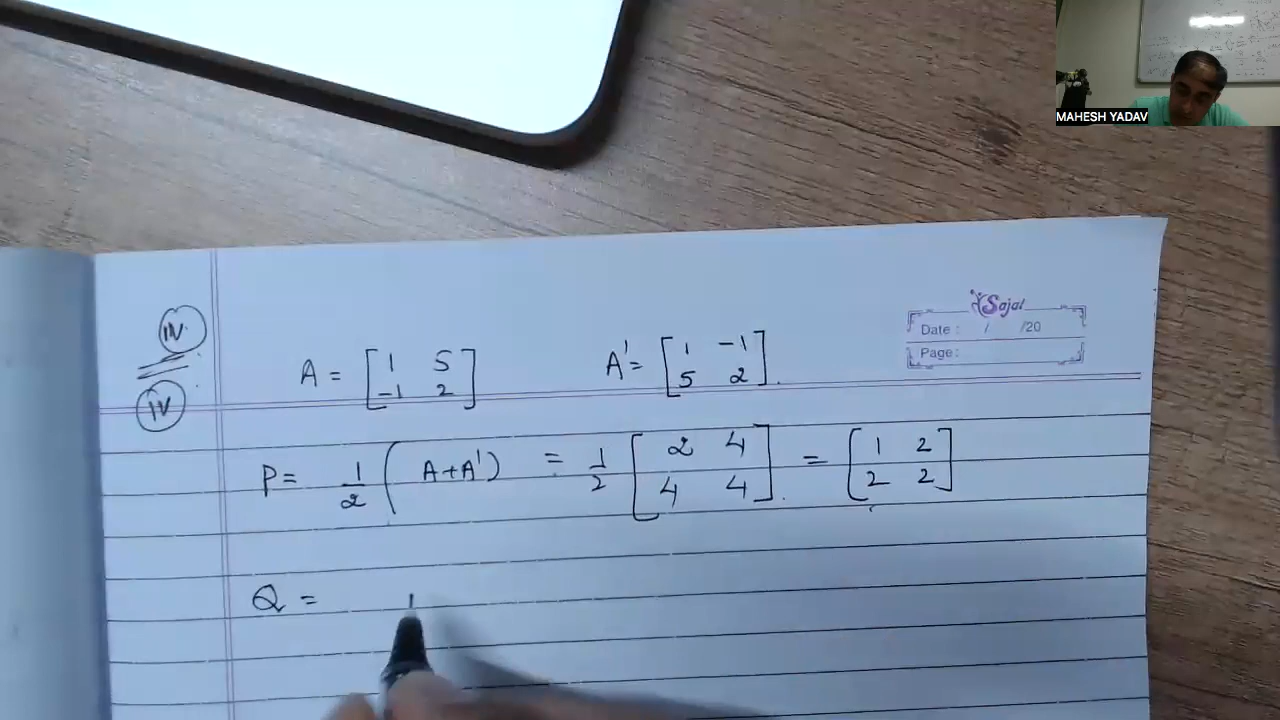 MAHESH YADAV
Sajal
Date : / /20
Page:
iv
iv
A = [1 5 -1 2] A' = [1 -1 5 2].
P = 1/2 (A+A') = 1/2 [2 4 4 4]. = [1 2 2 2]
Q = 1